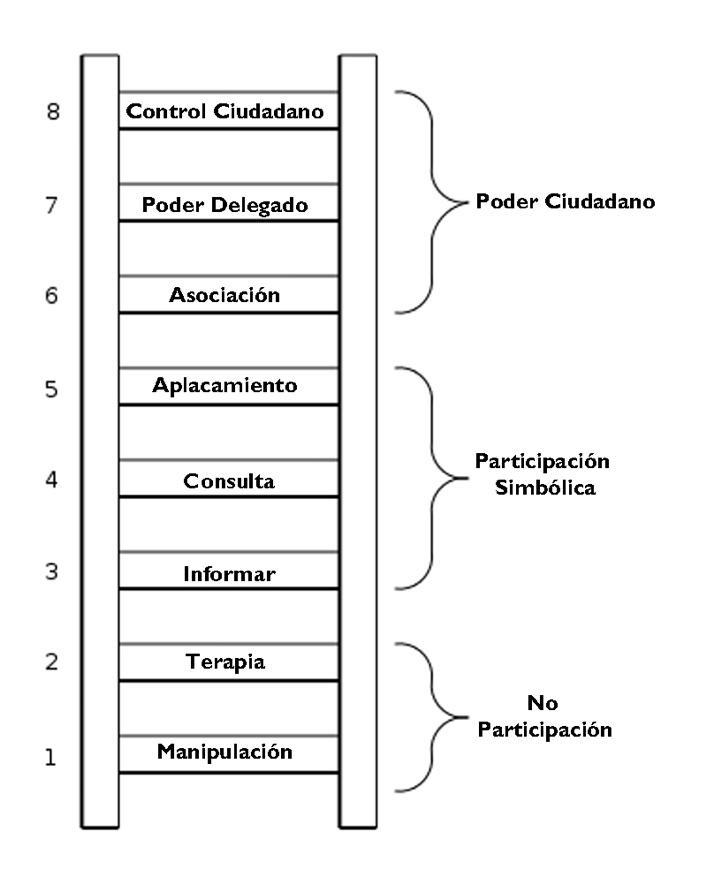 8 Control Ciudadano
7 Poder Delegado
Poder Ciudadano
6 Asociación
5 Aplacamiento
4 Consulta
Participación
Simbólica
3 Informar
2 Terapia
No
Participación
1 Manipulación